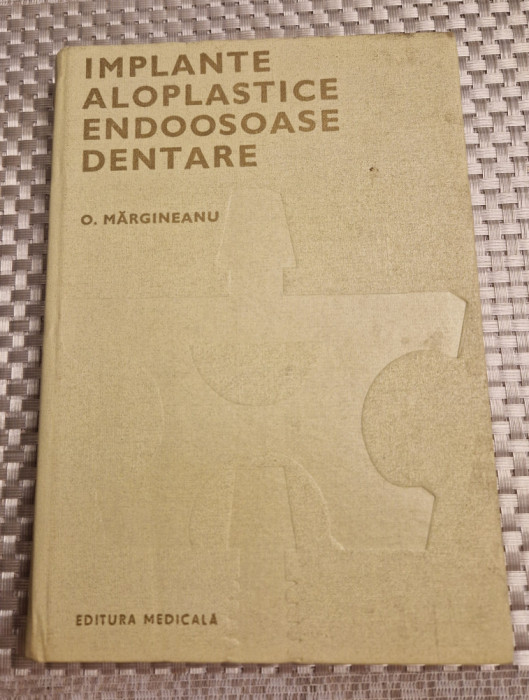 IMPLANTE
ALOPLASTICE
ENDOOSOASE
DENTARE
O. MĂRGINEANU
EDITURA MEDICALĂ